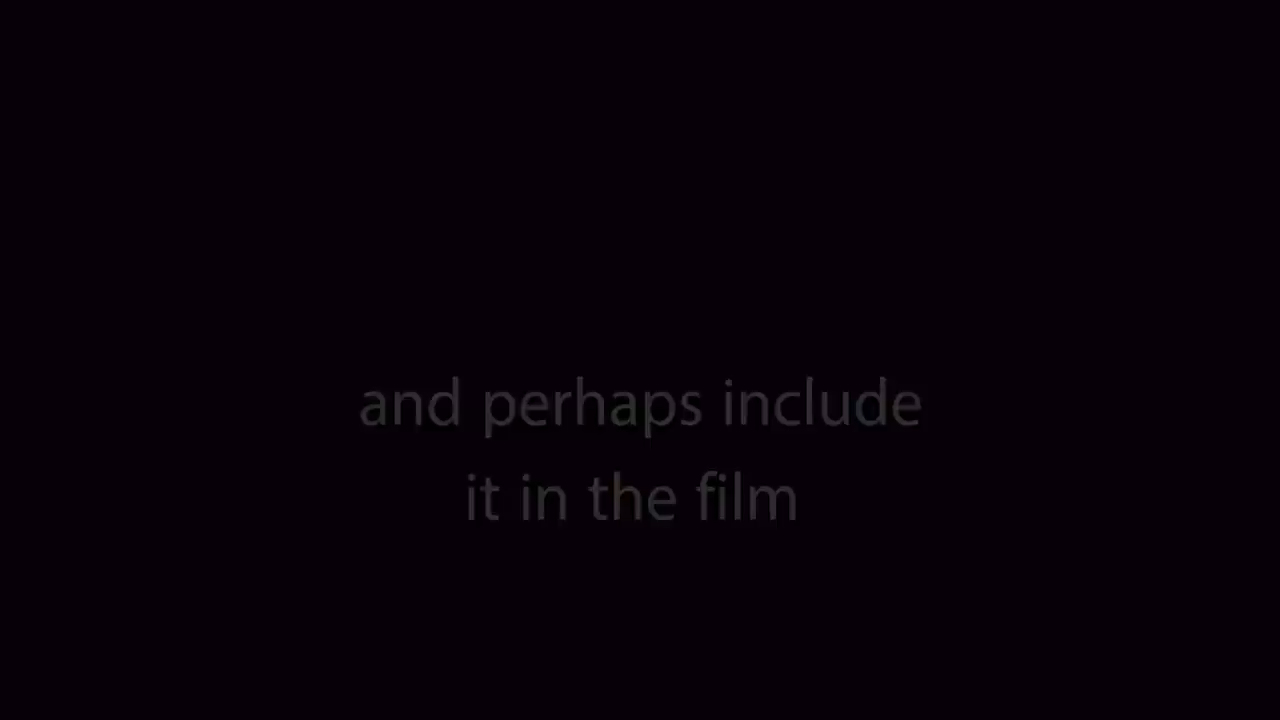 and perhaps include
it in the film